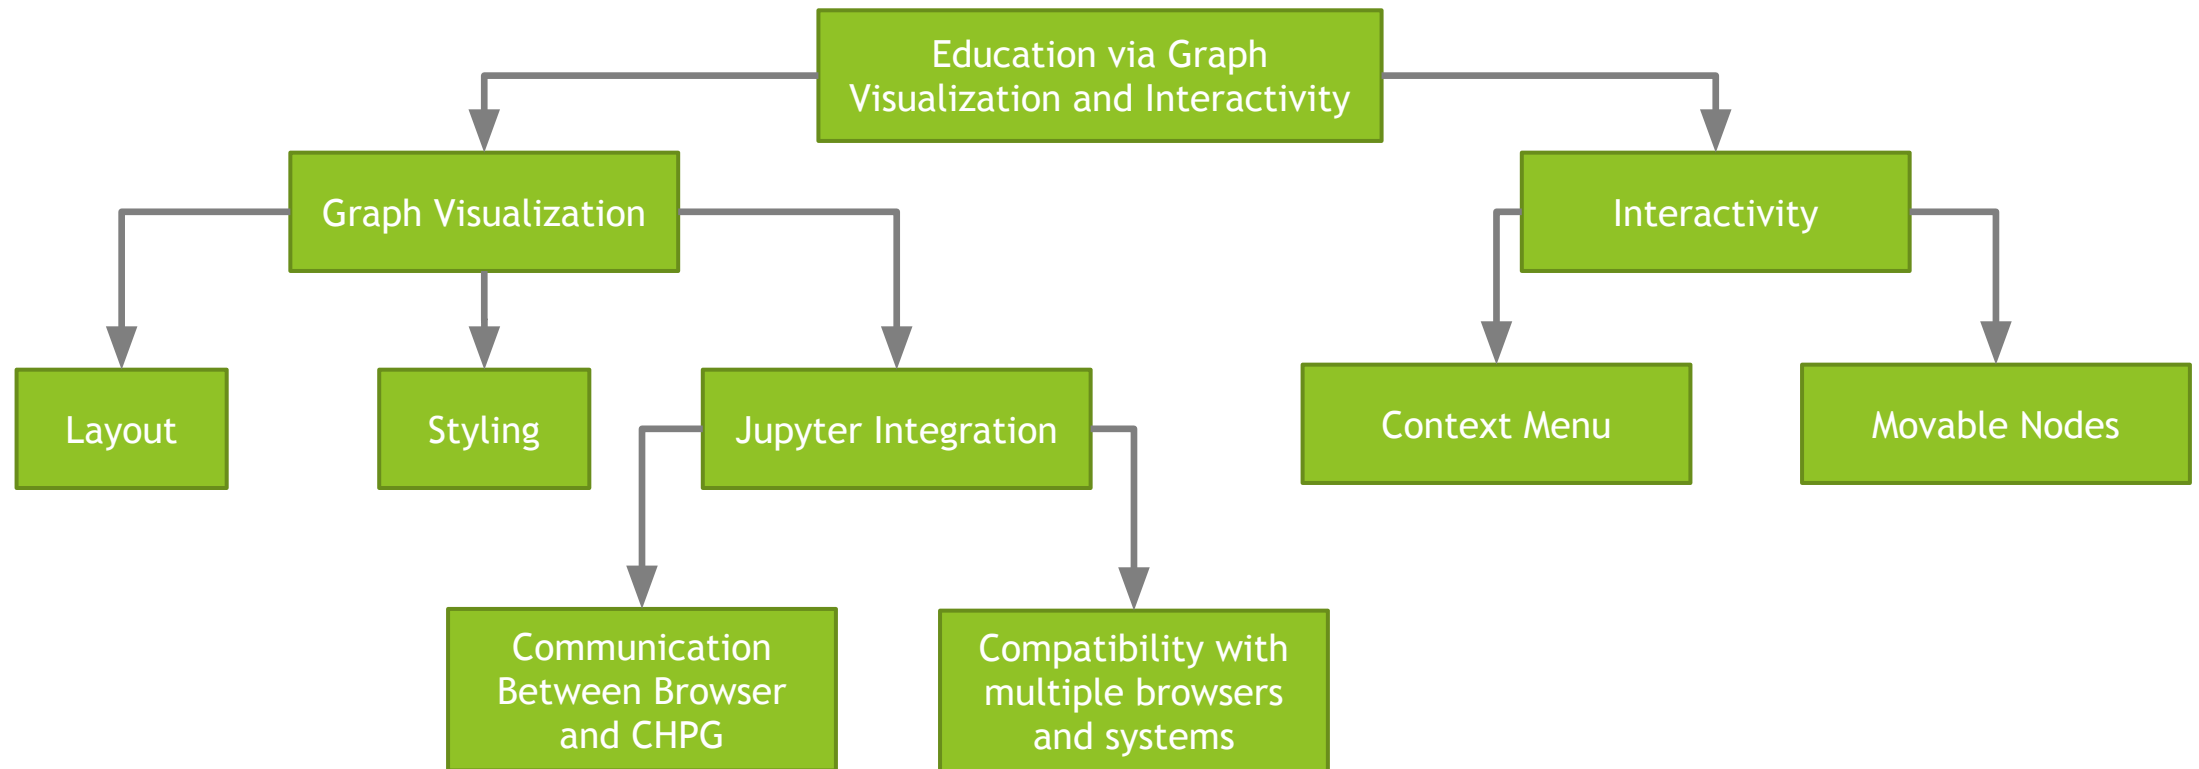 Education via Graph
Visualization and Interactivity
Graph Visualization
Interactivity
Layout
Styling
Jupyter Integration
Context Menu
Movable Nodes
Communication
Between Browser
and CHPG
Compatibility with
multiple browsers
and systems